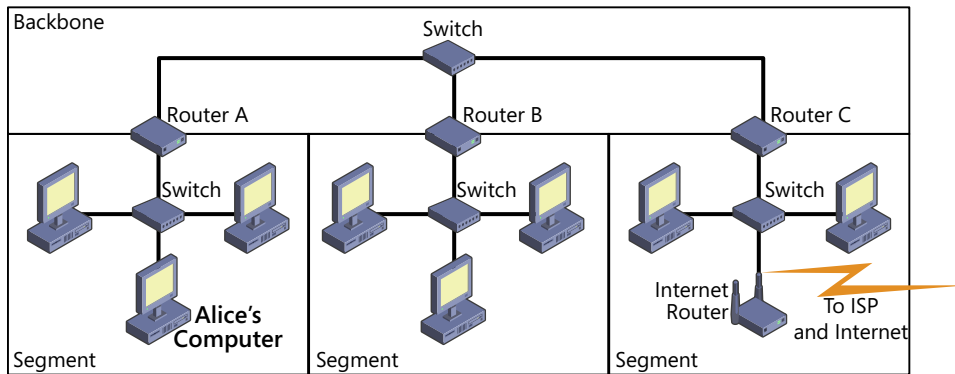 Backbone
Switch
Router A
Router B
Router C
Switch
Switch
Switch
Alice's
Computer
Internet
Router
To ISP
and Internet
Segment
Segment
Segment